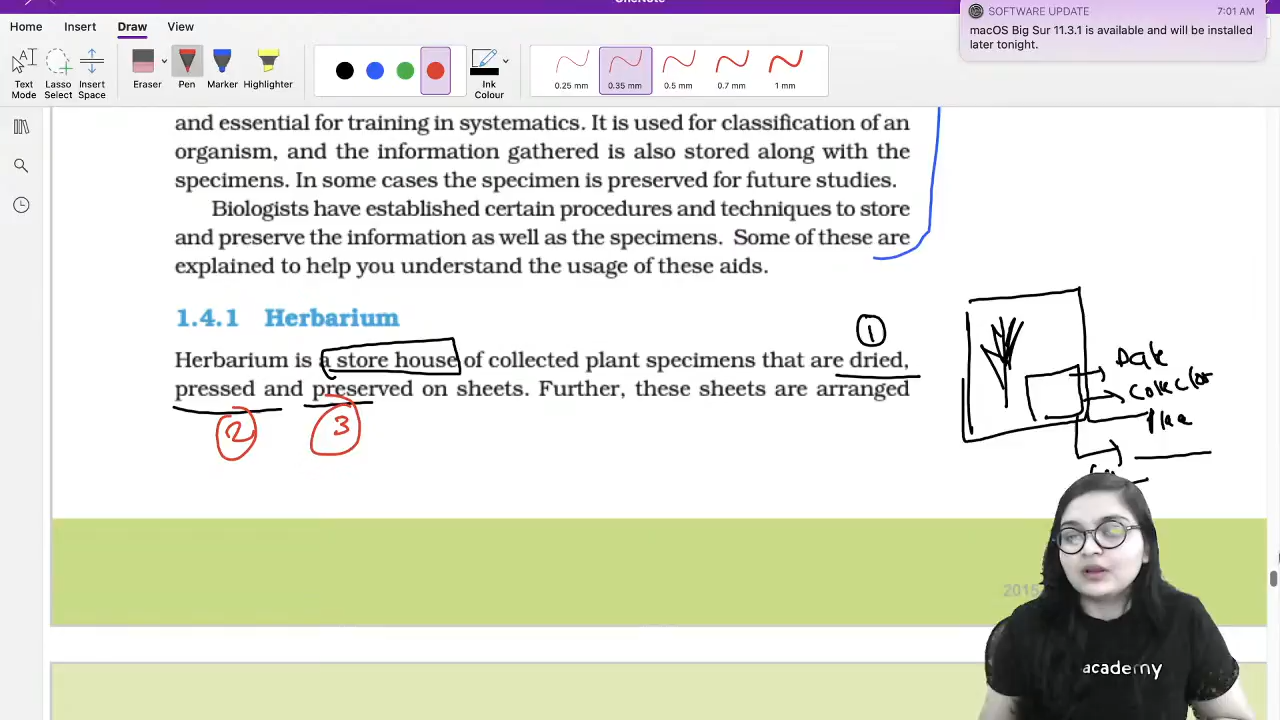 OneNote
SOFTWARE UPDATE 7:01 AM
macOS Big Sur 11.3.1 is available and will be installed
later tonight.
Home Insert Draw View
Text Mode
Lasso Select
Insert Space
Eraser
Pen
Marker
Highlighter
Ink Colour
0.25 mm
0.35 mm
0.5 mm
0.7 mm
1 mm
and essential for training in systematics. It is used for classification of an
organism, and the information gathered is also stored along with the
specimens. In some cases the specimen is preserved for future studies.
Biologists have established certain procedures and techniques to store
and preserve the information as well as the specimens. Some of these are
explained to help you understand the usage of these aids.
1.4.1 Herbarium
1
Herbarium is a store house of collected plant specimens that are dried,
pressed and preserved on sheets. Further, these sheets are arranged
2 3
Date
Collector
2015
academy